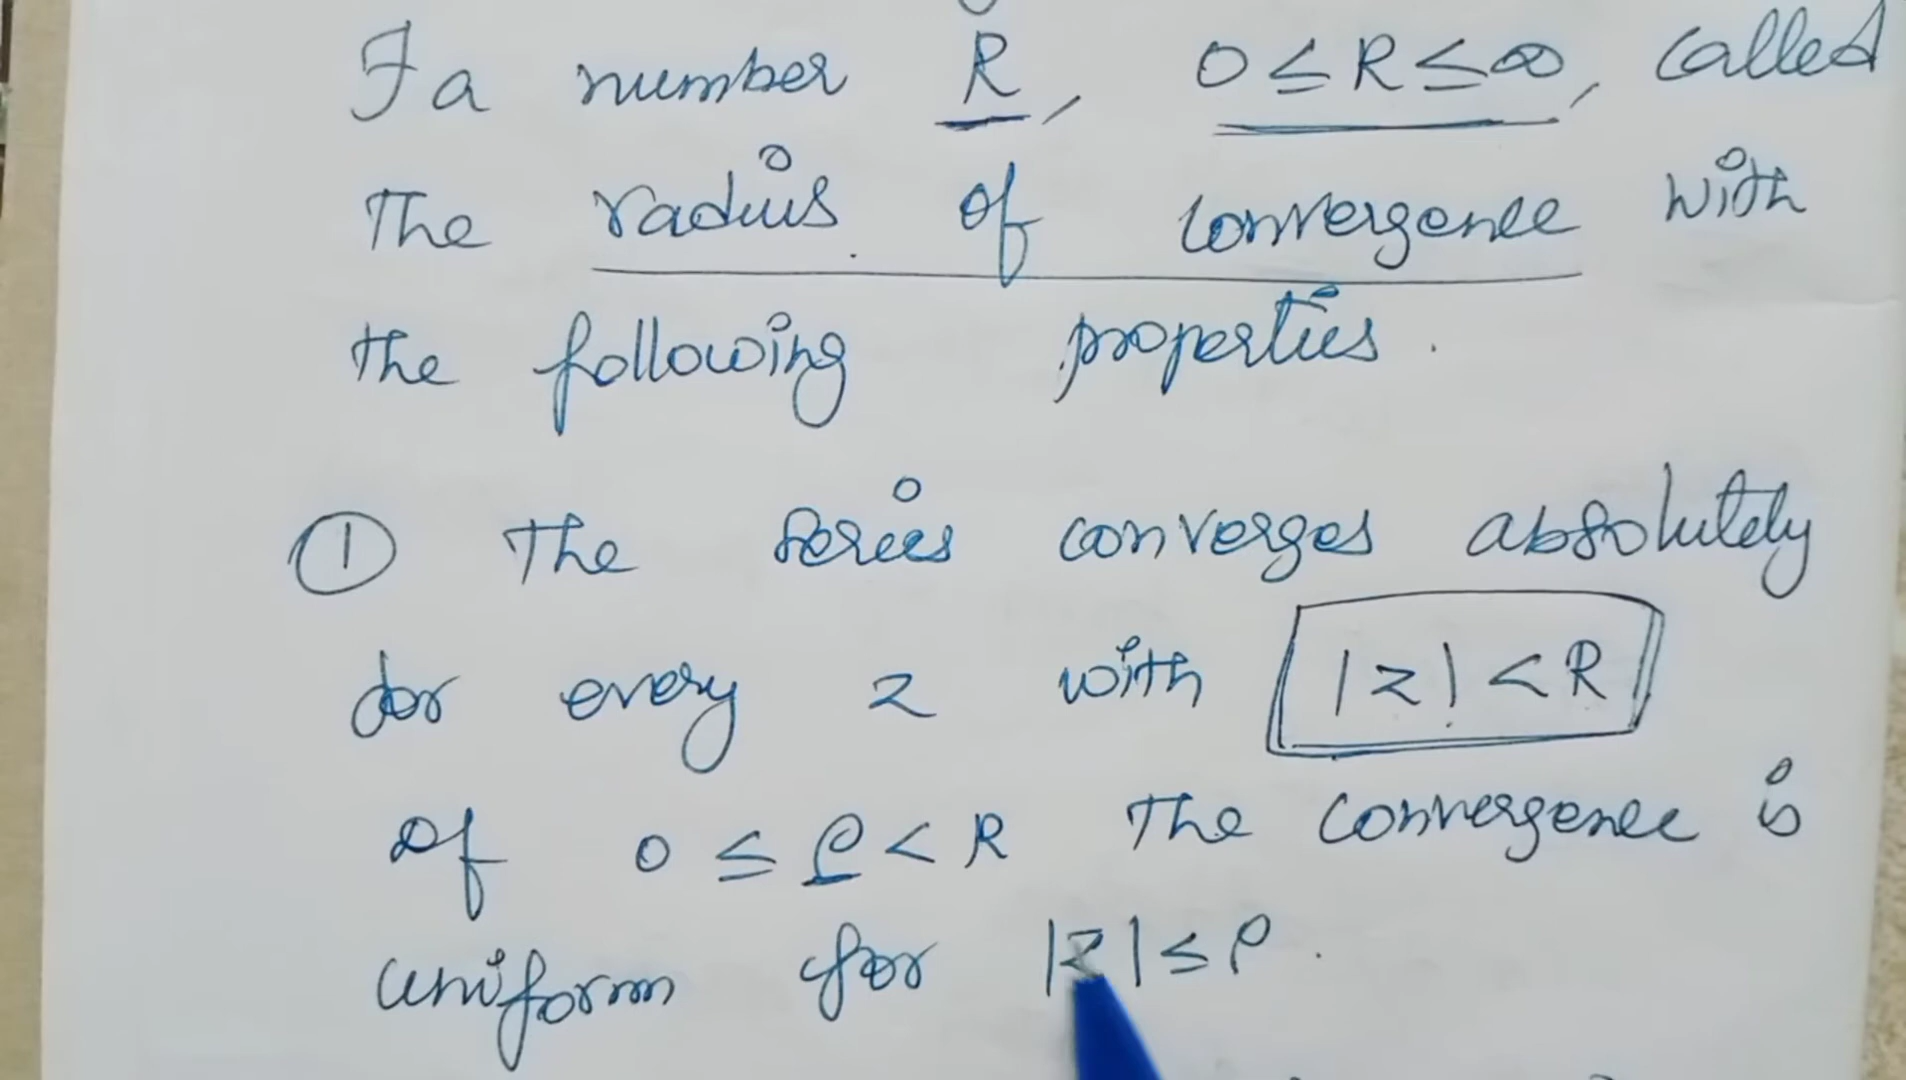 ∃ a number R, 0 ≤ R ≤ ∞, called
the radius of convergence with
the following properties.
① The series converges absolutely
for every z with |z| < R
If 0 ≤ ρ < R the convergence is
uniform for |z| ≤ ρ.